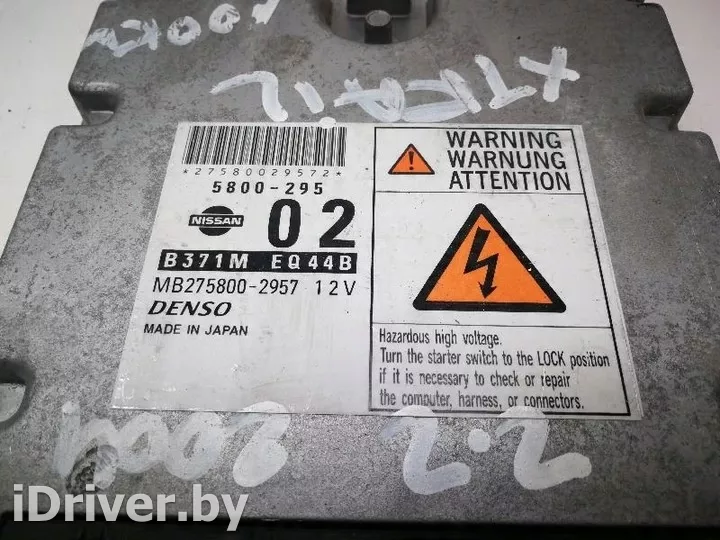 XTRAIL
*27580029572*
5800-295
NISSAN
02
B371M EQ44B
MB275800-2957 12V
DENSO
MADE IN JAPAN
WARNING
WARNUNG
ATTENTION
Hazardous high voltage.
Turn the starter switch to the LOCK position
if it is necessary to check or repair
the computer, harness, or connectors.
2004
2.2
iDriver.by